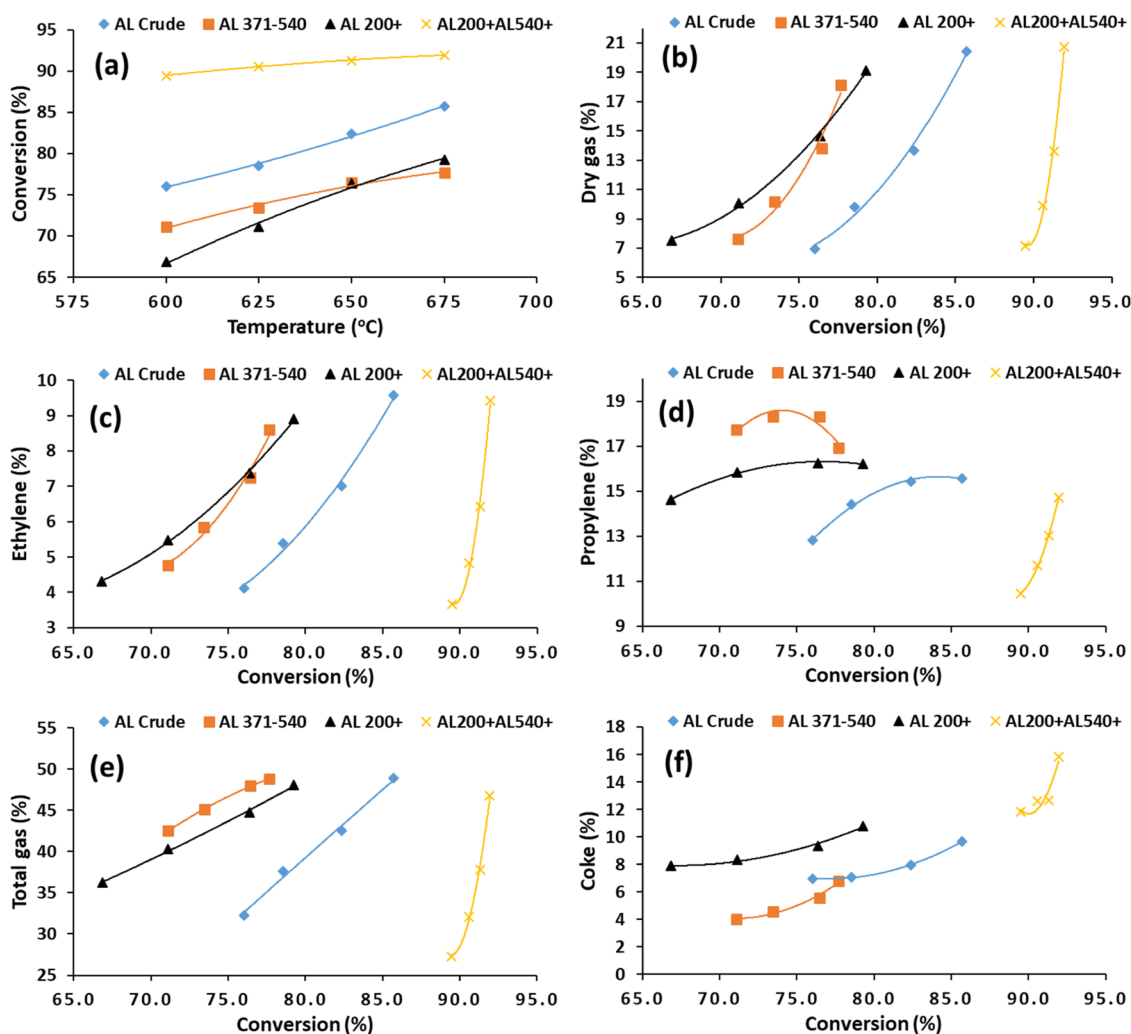 AL Crude AL 371-540 AL 200+ AL200+AL540+
(a)
Conversion (%)
95
90
85
80
75
70
65
575 600 625 650 675 700
Temperature (°C)
AL Crude AL 371-540 AL 200+ AL200+AL540+
(b)
Dry gas (%)
21
19
17
15
13
11
9
7
5
65.0 70.0 75.0 80.0 85.0 90.0 95.0
Conversion (%)
AL Crude AL 371-540 AL 200+ AL200+AL540+
(c)
Ethylene (%)
10
9
8
7
6
5
4
3
65.0 70.0 75.0 80.0 85.0 90.0 95.0
Conversion (%)
AL Crude AL 371-540 AL 200+ AL200+AL540+
(d)
Propylene (%)
19
17
15
13
11
9
65.0 70.0 75.0 80.0 85.0 90.0 95.0
Conversion (%)
AL Crude AL 371-540 AL 200+ AL200+AL540+
(e)
Total gas (%)
55
50
45
40
35
30
25
65.0 70.0 75.0 80.0 85.0 90.0 95.0
Conversion (%)
AL Crude AL 371-540 AL 200+ AL200+AL540+
(f)
Coke (%)
18
16
14
12
10
8
6
4
2
0
65.0 70.0 75.0 80.0 85.0 90.0 95.0
Conversion (%)